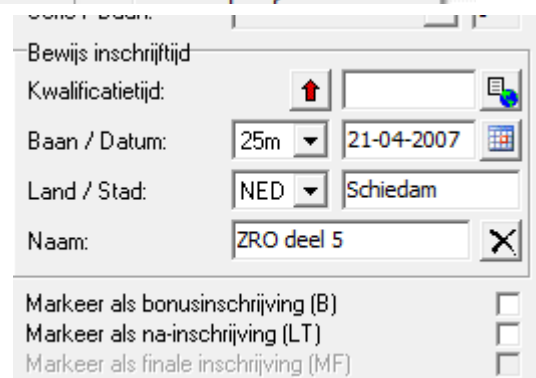 Bewijs inschrijftijd
Kwalificatietijd:
Baan / Datum: 25m 21-04-2007
Land / Stad: NED Schiedam
Naam: ZRO deel 5
Markeer als bonusinschrijving (B)
Markeer als na-inschrijving (LT)
Markeer als finale inschrijving (MF)